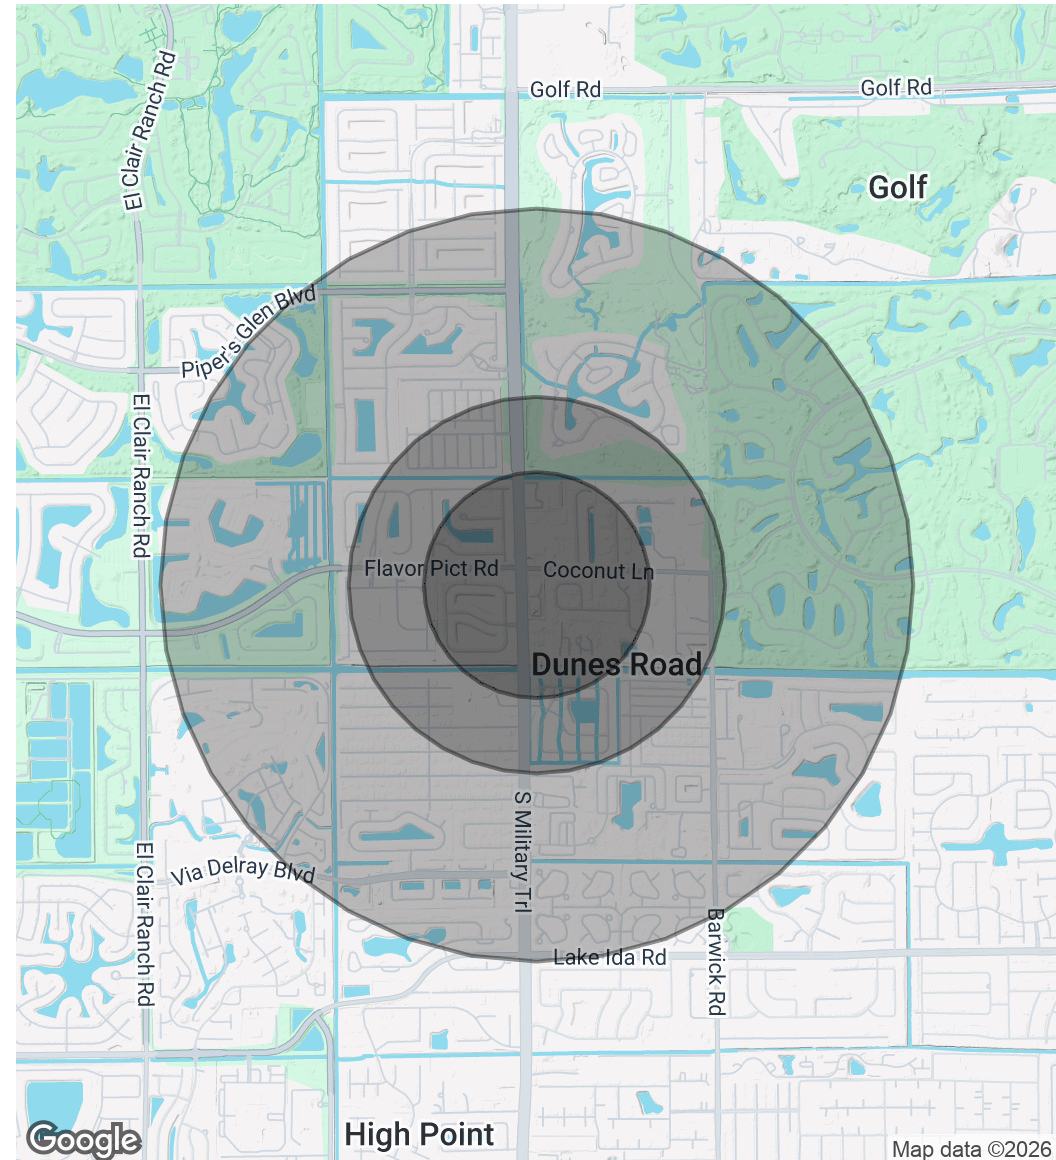 Golf Rd
Golf Rd
El Clair Ranch Rd
Golf
Piper's Glen Blvd
El Clair Ranch Rd
Flavor Pict Rd
Coconut Ln
Dunes Road
S Military Trl
Via Delray Blvd
El Clair Ranch Rd
Barwick Rd
Lake Ida Rd
High Point
Google
Map data ©2026